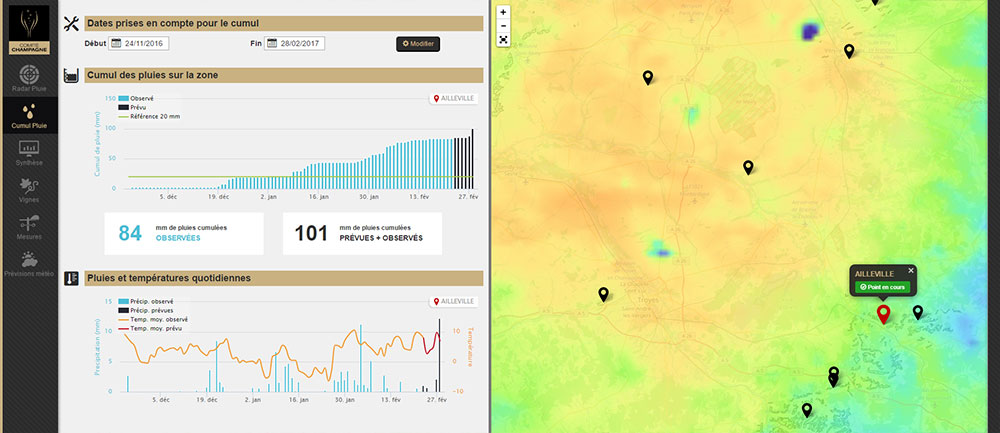 COMPTE
CHAMPAGNE
Radar Pluie
Cumul Pluie
Synthèse
Vignes
Mesures
Prévisions météo
Dates prises en compte pour le cumul
Début 24/11/2016 Fin 28/02/2017 Modifier
Cumul des pluies sur la zone
Observé
Prévu
Référence 20 mm
AILLEVILLE
Cumul de pluie (mm)
150
100
50
0
5. déc 19. déc 2. jan 16. jan 30. jan 13. fév 27. fév
84 mm de pluies cumulées
OBSERVÉES
101 mm de pluies cumulées
PRÉVUES + OBSERVÉS
Pluies et températures quotidiennes
Précip. observé
Précip. prévues
Temp. moy. observé
Temp. moy. prévu
AILLEVILLE
Précipitation (mm)
15
10
5
0
10
0
-10
Température
5. déc 19. déc 2. jan 16. jan 30. jan 13. fév 27. fév
+
−
AILLEVILLE ×
Point en cours
Troyes